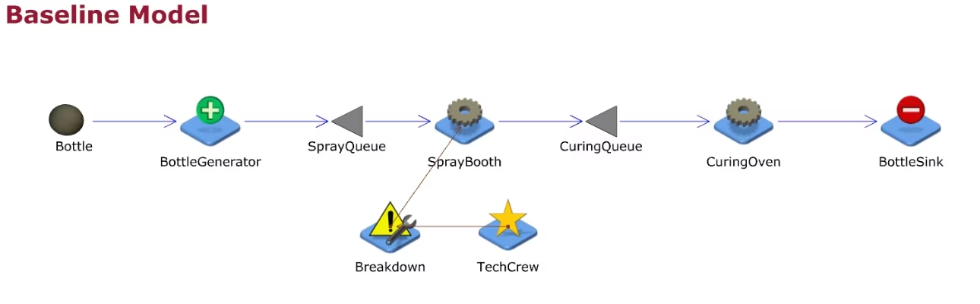 Baseline Model
Bottle
BottleGenerator
SprayQueue
SprayBooth
CuringQueue
CuringOven
BottleSink
Breakdown
TechCrew